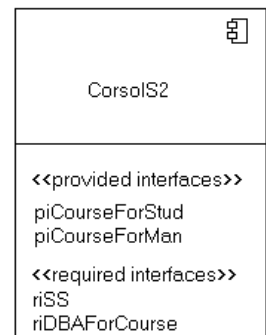 CorsoIS2
<<provided interfaces>>
piCourseForStud
piCourseForMan
<<required interfaces>>
riSS
riDBAForCourse